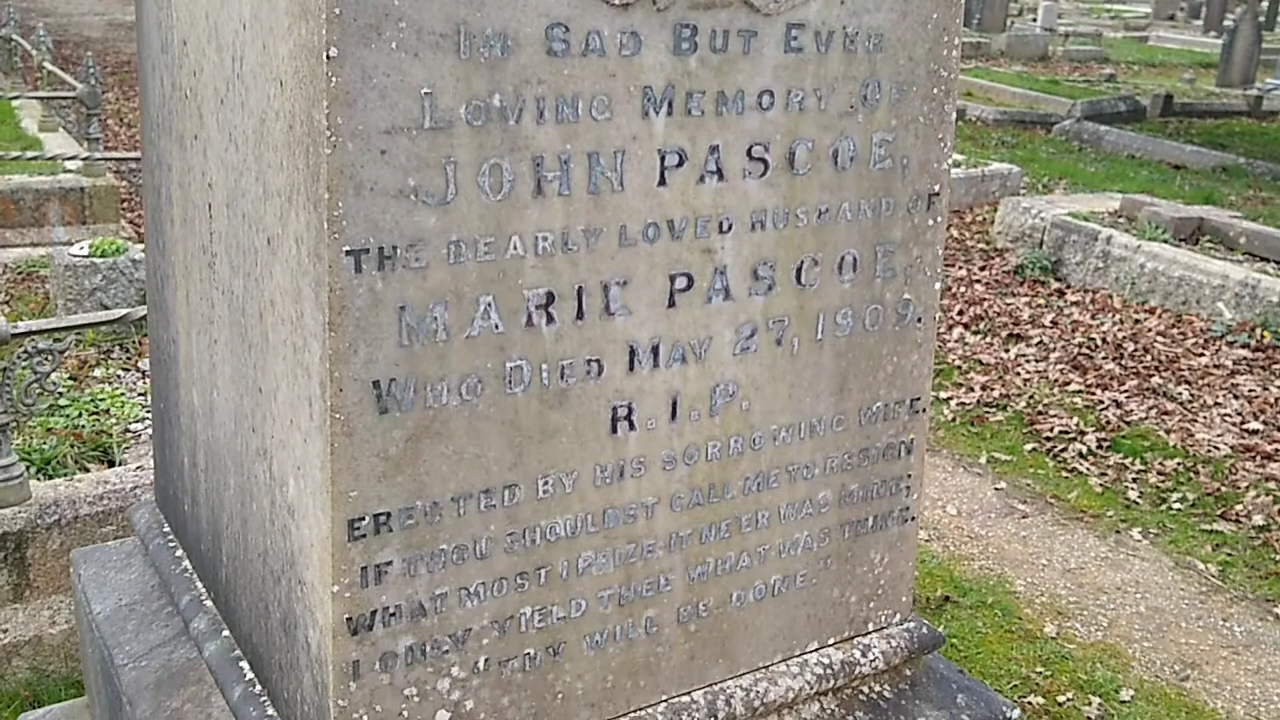 IN SAD BUT EVER
LOVING MEMORY OF
JOHN PASCOE,
THE DEARLY LOVED HUSBAND OF
MARIE PASCOE,
WHO DIED MAY 27, 1909.
R.I.P.
ERECTED BY HIS SORROWING WIFE.
IF THOU SHOULDST CALL ME TO RESIGN
WHAT MOST I PRIZE, IT NE'ER WAS MINE;
I ONLY YIELD THEE WHAT WAS THINE.
"THY WILL BE DONE."